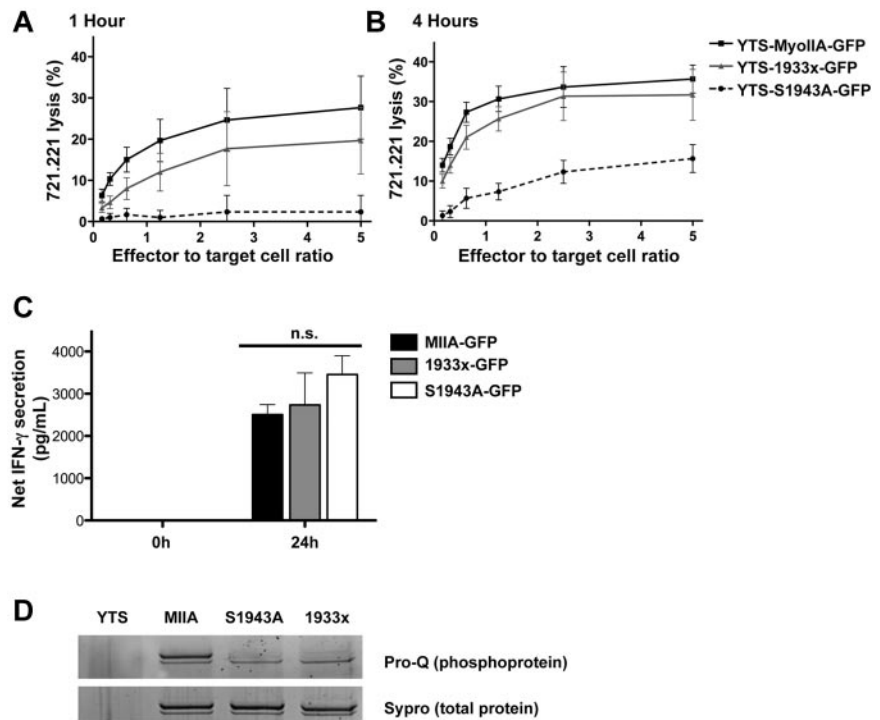 A
1 Hour
721.221 lysis (%)
40
30
20
10
0
0 1 2 3 4 5
Effector to target cell ratio
B
4 Hours
721.221 lysis (%)
40
30
20
10
0
0 1 2 3 4 5
Effector to target cell ratio
YTS-MyoIIA-GFP
YTS-1933x-GFP
YTS-S1943A-GFP
C
Net IFN-γ secretion
(pg/mL)
4000
3000
2000
1000
0
n.s.
0h 24h
MIIA-GFP
1933x-GFP
S1943A-GFP
D
YTS MIIA S1943A 1933x
Pro-Q (phosphoprotein)
Sypro (total protein)